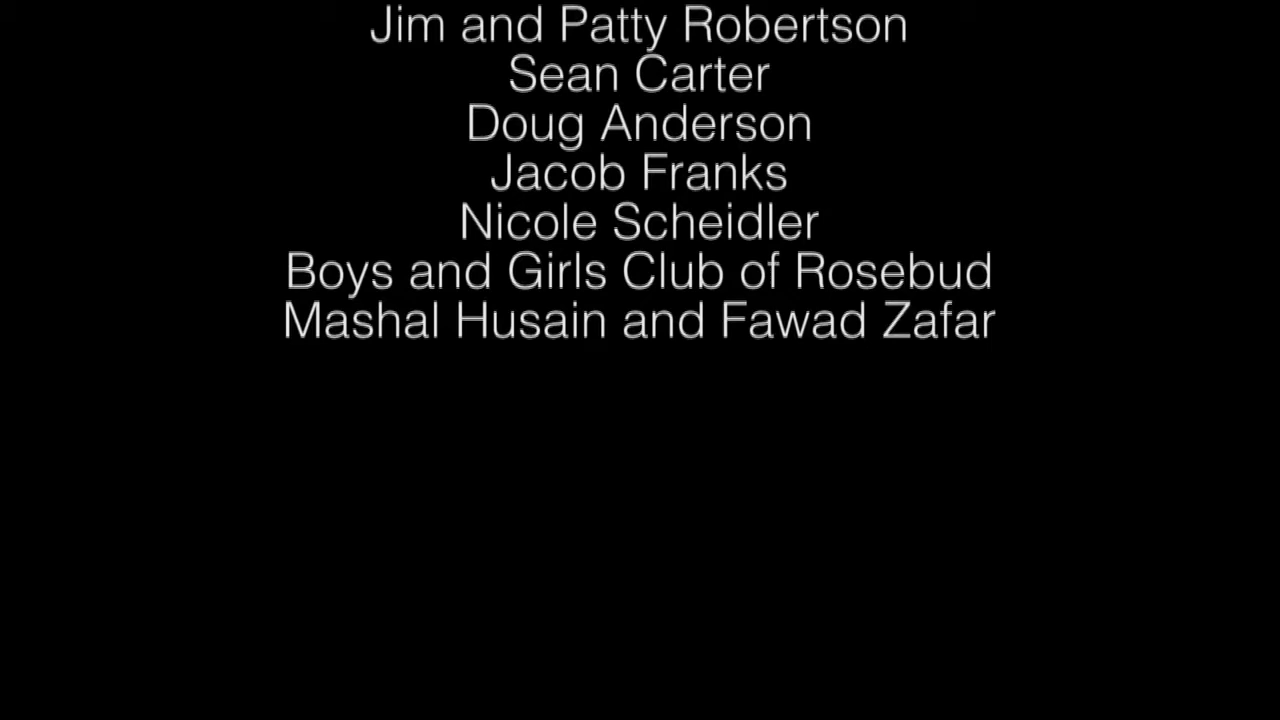 Jim and Patty Robertson
Sean Carter
Doug Anderson
Jacob Franks
Nicole Scheidler
Boys and Girls Club of Rosebud
Mashal Husain and Fawad Zafar